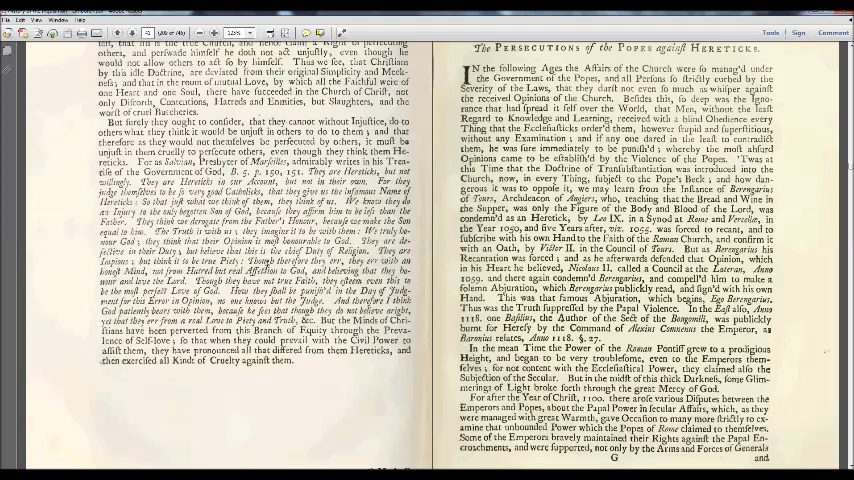 File Edit View Window Help
41 (209 of 746)
125%
Tools Sign Comment
others, and perſwade himſelf he doth not act unjuſtly, even though he
would not allow others to act ſo by himſelf. Thus we ſee, that Chriſtians
by this idle Doctrine, are deviated from their original Simplicity and Meek-
neſs; and that in the room of mutual Love, by which all the Faithful were of
one Heart and one Soul, there have ſucceeded in the Church of Chriſt, not
only Diſcords, Contentions, Hatreds and Enmities, but Slaughters, and the
worſt of cruel Butcheries.
But ſurely they ought to conſider, that they cannot without Injuſtice, do to
others what they think it would be unjuſt in others to do to them; and that
therefore as they would not themſelves be perſecuted by others, it muſt be
unjuſt in them cruelly to perſecute others, even though they think them He-
reticks. For as Salvian, Presbyter of Marſeilles, admirably writes in his Trea-
tiſe of the Government of God, B. 5. p. 150, 151. They are Hereticks, but not
willingly. They are Hereticks in our Account, but not in their own. For they
judge themſelves to be ſo very good Catholicks, that they give us the infamous Name of
Hereticks: So that juſt what we think of them, they think of us. We know they do
an Injury to the only begotten Son of God, becauſe they affirm him to be leſs than the
Father. They think we derogate from the Father's Honour, becauſe we make the Son
equal to him. The Truth is with us; they imagine it to be with them: We truly ho-
nour God; they think that their Opinion is moſt honourable to God. They are de-
fective in their Duty, but believe that this is the chief Duty of Religion. They are
Impious; but think it to be true Piety: Though therefore they err, they err with an
honeſt Mind, not from Hatred but real Affection to God, and believing that they ho-
nour and love the Lord. Though they have not true Faith, they eſteem even this to
be the moſt perfect Love of God. How they ſhall be puniſh'd in the Day of Judg-
ment for this Error in Opinion, no one knows but the Judge. And therefore I think
God patiently bears with them, becauſe he ſees that though they do not believe aright,
yet that they err from a real Love to Piety and Truth, &c. But the Minds of Chri-
ſtians have been perverted from this Branch of Equity through the Preva-
lence of Self-love; ſo that when they could prevail with the Civil Power to
aſſiſt them, they have pronounced all that differed from them Hereticks, and
then exerciſed all Kinds of Cruelty againſt them.
The PERSECUTIONS of the POPES againſt HERETICKS.
IN the following Ages the Affairs of the Church were ſo manag'd under
the Government of the Popes, and all Perſons ſo ſtrictly curbed by the
Severity of the Laws, that they durſt not even ſo much as whiſper againſt
the received Opinions of the Church. Beſides this, ſo deep was the Igno-
rance that had ſpread it ſelf over the World, that Men, without the leaſt
Regard to Knowledge and Learning, received with a blind Obedience every
Thing that the Eccleſiaſticks order'd them, however ſtupid and ſuperſtitious,
without any Examination; and if any one dared in the leaſt to contradict
them, he was ſure immediately to be puniſh'd; whereby the moſt abſurd
Opinions came to be eſtabliſh'd by the Violence of the Popes. 'Twas at
this Time that the Doctrine of Tranſubſtantiation was introduced into the
Church, now, in every Thing, ſubject to the Pope's Beck; and how dan-
gerous it was to oppoſe it, we may learn from the Inſtance of Berengarius
of Tours, Archdeacon of Angiers, who, teaching that the Bread and Wine in
the Supper, was only the Figure of the Body and Blood of the Lord, was
condemn'd as an Heretick, by Leo IX. in a Synod at Rome and Vercellae, in
the Year 1050, and five Years after, viz. 1055. was forced to recant, and to
ſubſcribe with his own Hand to the Faith of the Roman Church, and confirm it
with an Oath, by Victor II. in the Council of Tours. But as Berengarius his
Recantation was forced; and as he afterwards defended that Opinion, which
in his Heart he believed, Nicolaus II. called a Council at the Lateran, Anno
1059. and there again condemn'd Berengarius, and compell'd him to make a
ſolemn Abjuration, which Berengarius publickly read, and ſign'd with his own
Hand. This was that famous Abjuration, which begins, Ego Berengarius.
Thus was the Truth ſuppreſſed by the Papal Violence. In the Eaſt alſo, Anno
1118. one Baſilius, the Author of the Sect of the Bongomili, was publickly
burnt for Hereſy by the Command of Alexius Comnenus the Emperor, as
Baronius relates, Anno 1118. §. 27.
In the mean Time the Power of the Roman Pontiff grew to a prodigious
Height, and began to be very troubleſome, even to the Emperors them-
ſelves; for not content with the Eccleſiaſtical Power, they claimed alſo the
Subjection of the Secular. But in the midſt of this thick Darkneſs, ſome Glim-
merings of Light broke forth through the great Mercy of God.
For after the Year of Chriſt, 1100. there aroſe various Diſputes between the
Emperors and Popes, about the Papal Power in ſecular Affairs, which, as they
were managed with great Warmth, gave Occaſion to many more ſtrictly to ex-
amine that unbounded Power which the Popes of Rome claimed to themſelves.
Some of the Emperors bravely maintained their Rights againſt the Papal En-
croachments, and were ſupported, not only by the Arms and Forces of Generals
G and